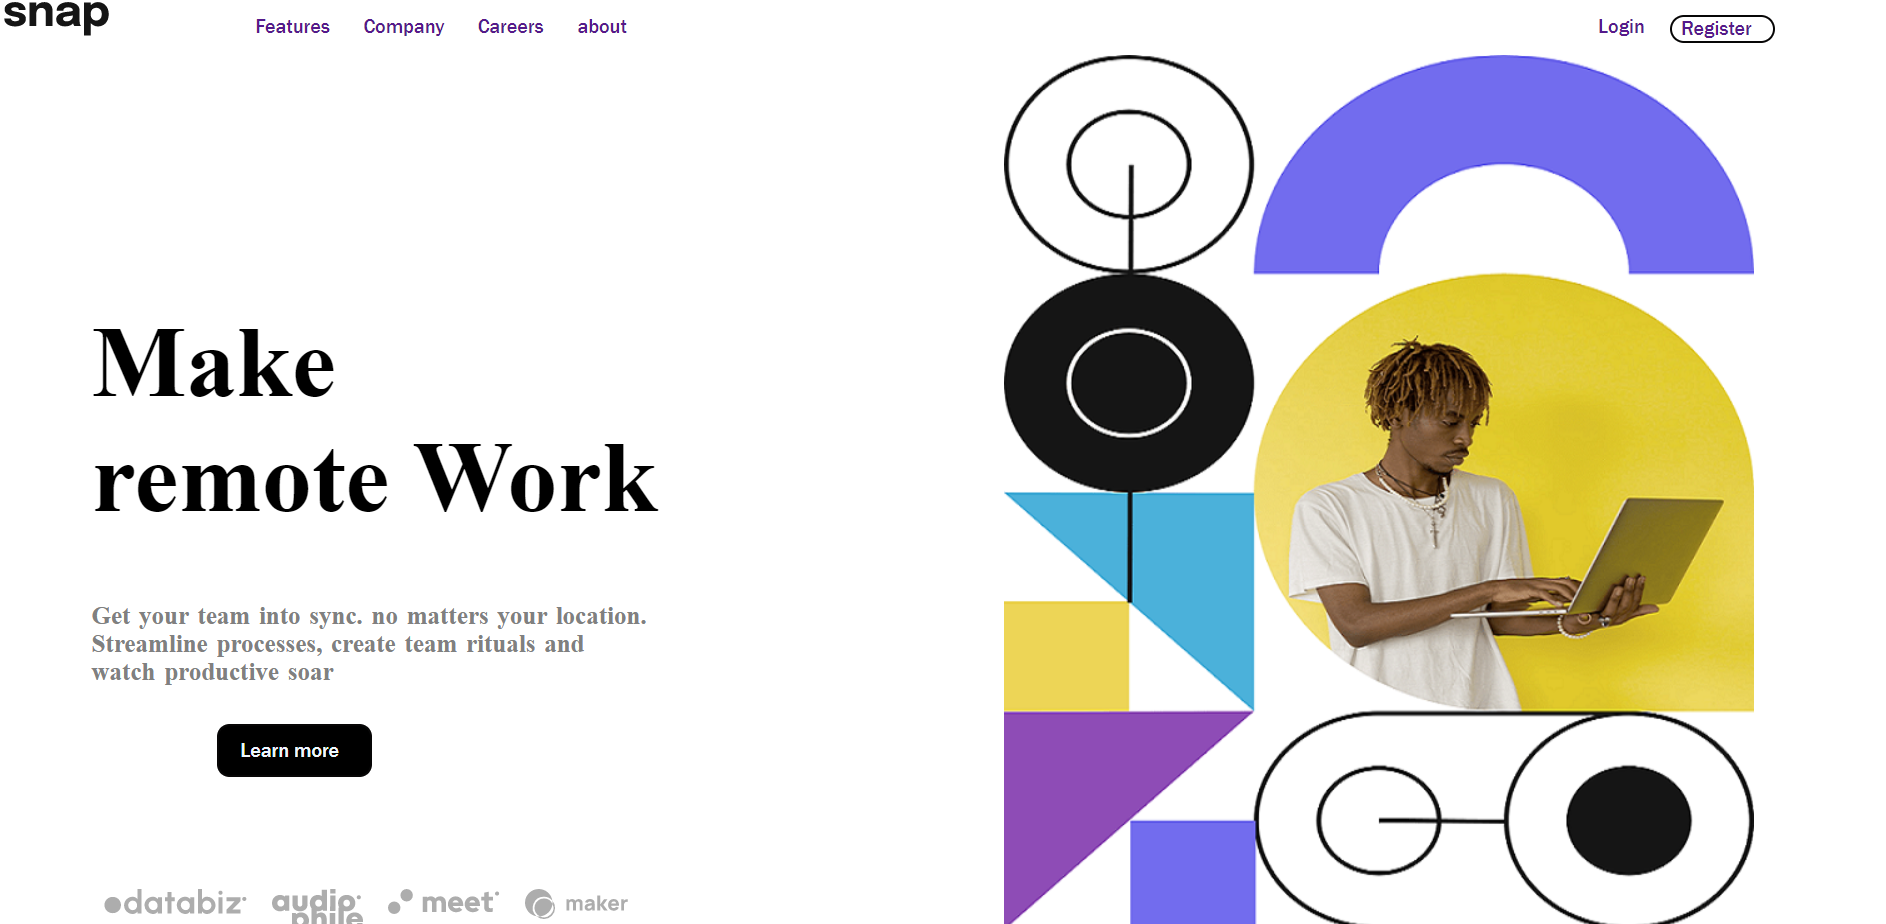 snap
Features Company Careers about
Login Register
Make
remote Work
Get your team into sync. no matters your location.
Streamline processes, create team rituals and
watch productive soar
Learn more
databiz audiophile meet maker